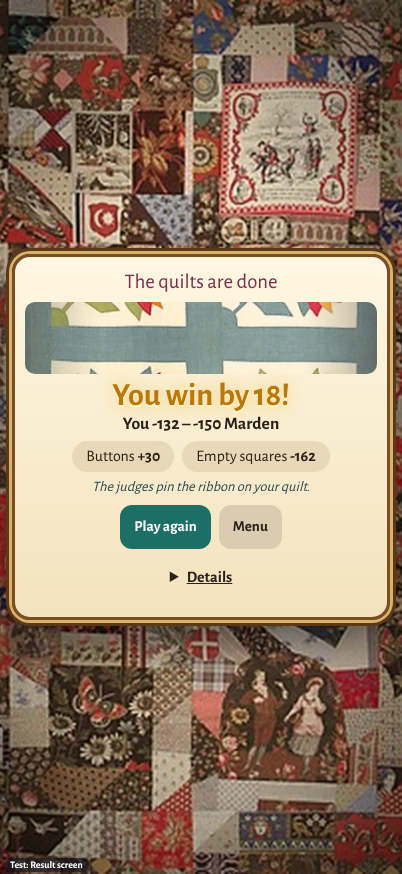 The quilts are done
You win by 18!
You -132 – -150 Marden
Buttons +30 Empty squares -162
The judges pin the ribbon on your quilt.
Play again Menu
▶ Details
Test: Result screen